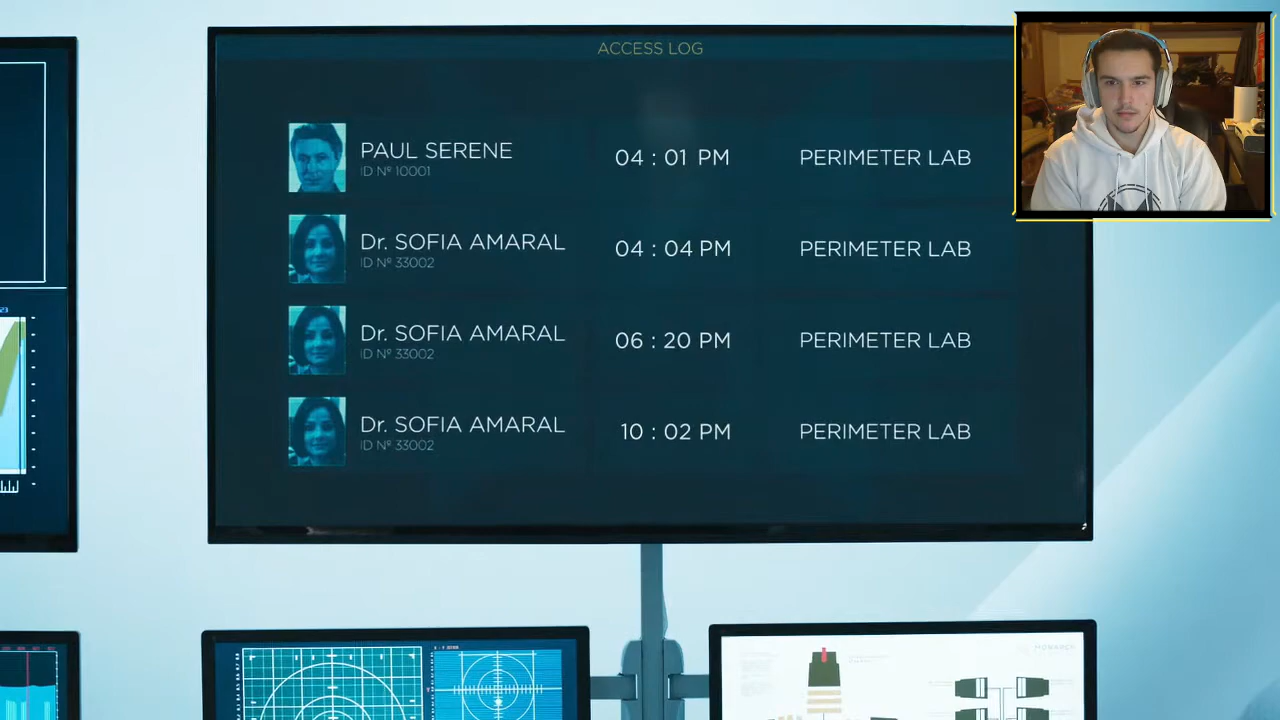 ACCESS LOG
PAUL SERENE
ID Nº 10001
04 : 01 PM
PERIMETER LAB
Dr. SOFIA AMARAL
ID Nº 33002
04 : 04 PM
PERIMETER LAB
Dr. SOFIA AMARAL
ID Nº 33002
06 : 20 PM
PERIMETER LAB
Dr. SOFIA AMARAL
ID Nº 33002
10 : 02 PM
PERIMETER LAB
MONARCH